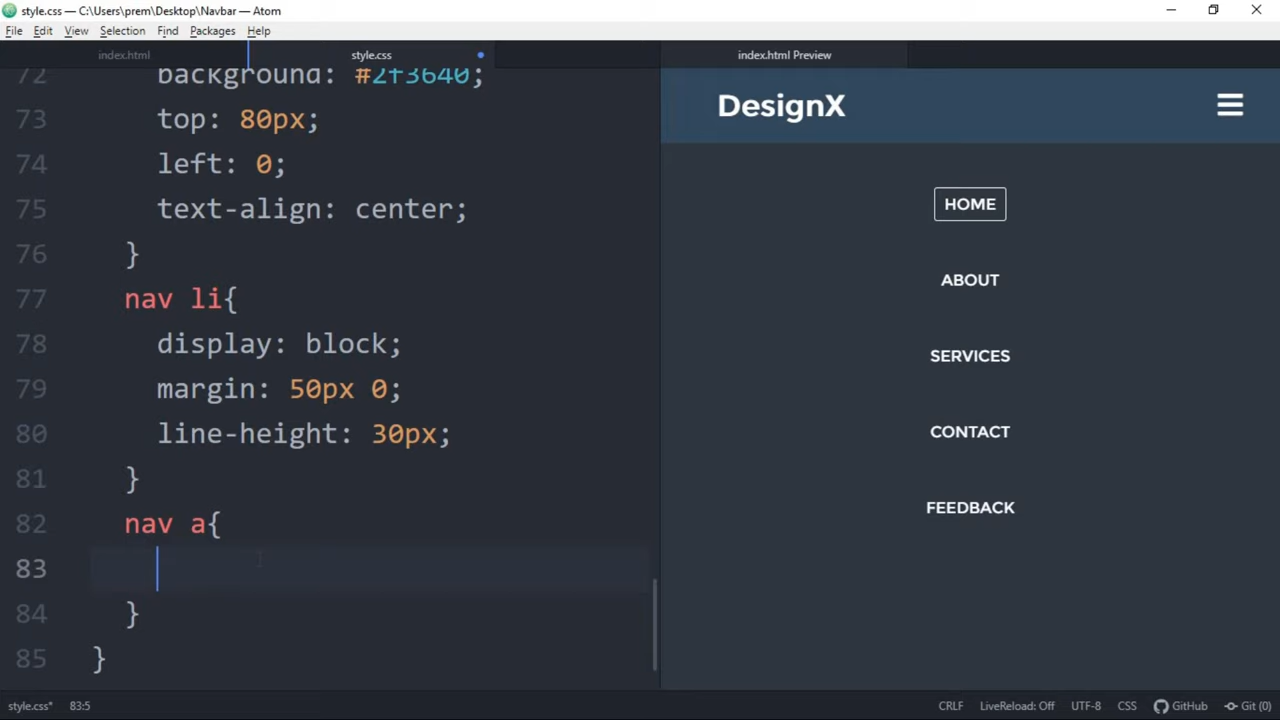 style.css — C:\Users\prem\Desktop\Navbar — Atom
File Edit View Selection Find Packages Help
index.html style.css index.html Preview
72 background: #2f3640;
73 top: 80px;
74 left: 0;
75 text-align: center;
76 }
77 nav li{
78 display: block;
79 margin: 50px 0;
80 line-height: 30px;
81 }
82 nav a{
83
84 }
85 }
DesignX
HOME
ABOUT
SERVICES
CONTACT
FEEDBACK
style.css* 83:5 CRLF LiveReload: Off UTF-8 CSS GitHub Git (0)